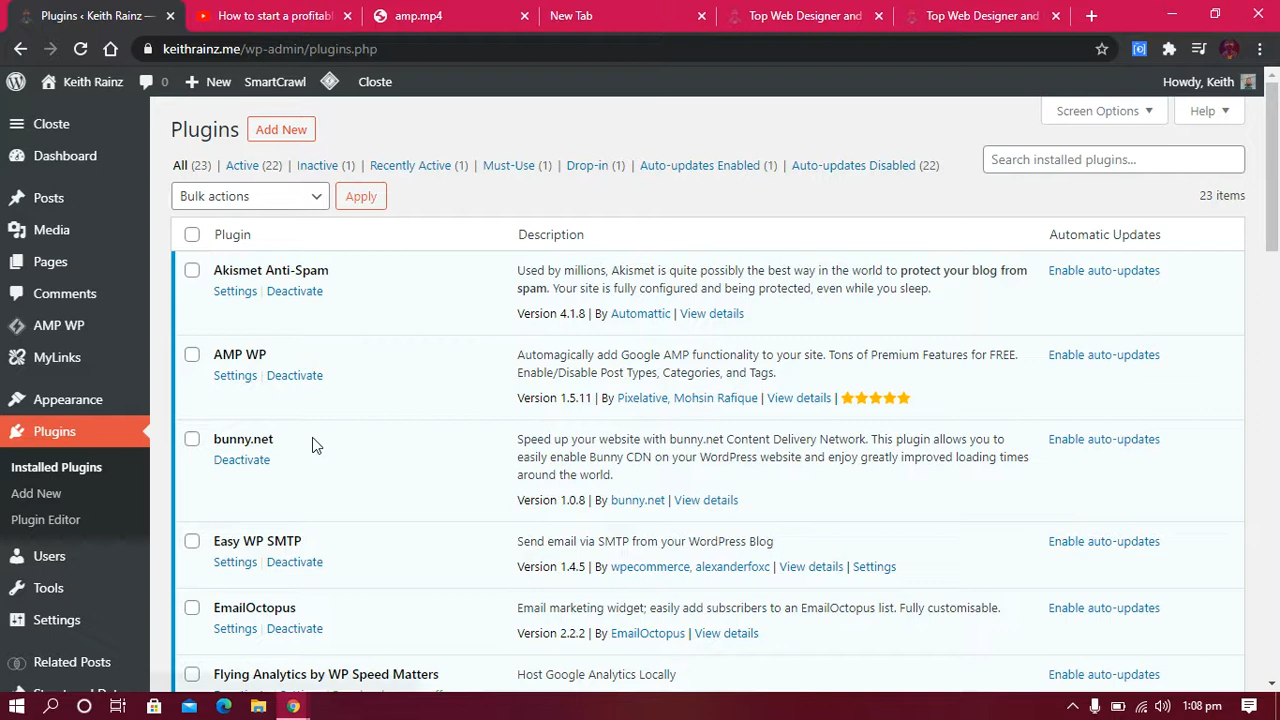 Plugins ‹ Keith Rainz
How to start a profitabl
amp.mp4
New Tab
Top Web Designer and
Top Web Designer and
keithrainz.me/wp-admin/plugins.php
Keith Rainz
0
New
SmartCrawl
Closte
Howdy, Keith
Closte
Dashboard
Posts
Media
Pages
Comments
AMP WP
MyLinks
Appearance
Plugins
Installed Plugins
Add New
Plugin Editor
Users
Tools
Settings
Related Posts
Screen Options
Help
Plugins
Add New
All (23) | Active (22) | Inactive (1) | Recently Active (1) | Must-Use (1) | Drop-in (1) | Auto-updates Enabled (1) | Auto-updates Disabled (22)
Search installed plugins...
Bulk actions
Apply
23 items
Plugin
Description
Automatic Updates
Akismet Anti-Spam
Settings | Deactivate
Used by millions, Akismet is quite possibly the best way in the world to protect your blog from
spam. Your site is fully configured and being protected, even while you sleep.
Version 4.1.8 | By Automattic | View details
Enable auto-updates
AMP WP
Settings | Deactivate
Automagically add Google AMP functionality to your site. Tons of Premium Features for FREE.
Enable/Disable Post Types, Categories, and Tags.
Version 1.5.11 | By Pixelative, Mohsin Rafique | View details
Enable auto-updates
bunny.net
Deactivate
Speed up your website with bunny.net Content Delivery Network. This plugin allows you to
easily enable Bunny CDN on your WordPress website and enjoy greatly improved loading times
around the world.
Version 1.0.8 | By bunny.net | View details
Enable auto-updates
Easy WP SMTP
Settings | Deactivate
Send email via SMTP from your WordPress Blog
Version 1.4.5 | By wpecommerce, alexanderfoxc | View details | Settings
Enable auto-updates
EmailOctopus
Settings | Deactivate
Email marketing widget; easily add subscribers to an EmailOctopus list. Fully customisable.
Version 2.2.2 | By EmailOctopus | View details
Enable auto-updates
Flying Analytics by WP Speed Matters
Host Google Analytics Locally
Enable auto-updates
1:08 pm